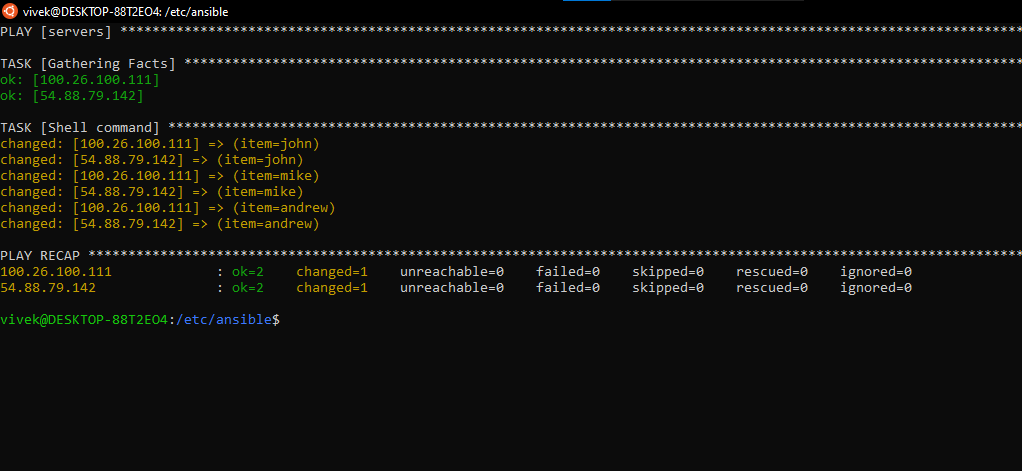 vivek@DESKTOP-88T2EO4: /etc/ansible
PLAY [servers] *****************************************************************************************************************
TASK [Gathering Facts] *********************************************************************************************************
ok: [100.26.100.111]
ok: [54.88.79.142]
TASK [Shell command] ***********************************************************************************************************
changed: [100.26.100.111] => (item=john)
changed: [54.88.79.142] => (item=john)
changed: [100.26.100.111] => (item=mike)
changed: [54.88.79.142] => (item=mike)
changed: [100.26.100.111] => (item=andrew)
changed: [54.88.79.142] => (item=andrew)
PLAY RECAP *********************************************************************************************************************
100.26.100.111             : ok=2    changed=1    unreachable=0    failed=0    skipped=0    rescued=0    ignored=0
54.88.79.142               : ok=2    changed=1    unreachable=0    failed=0    skipped=0    rescued=0    ignored=0
vivek@DESKTOP-88T2EO4:/etc/ansible$